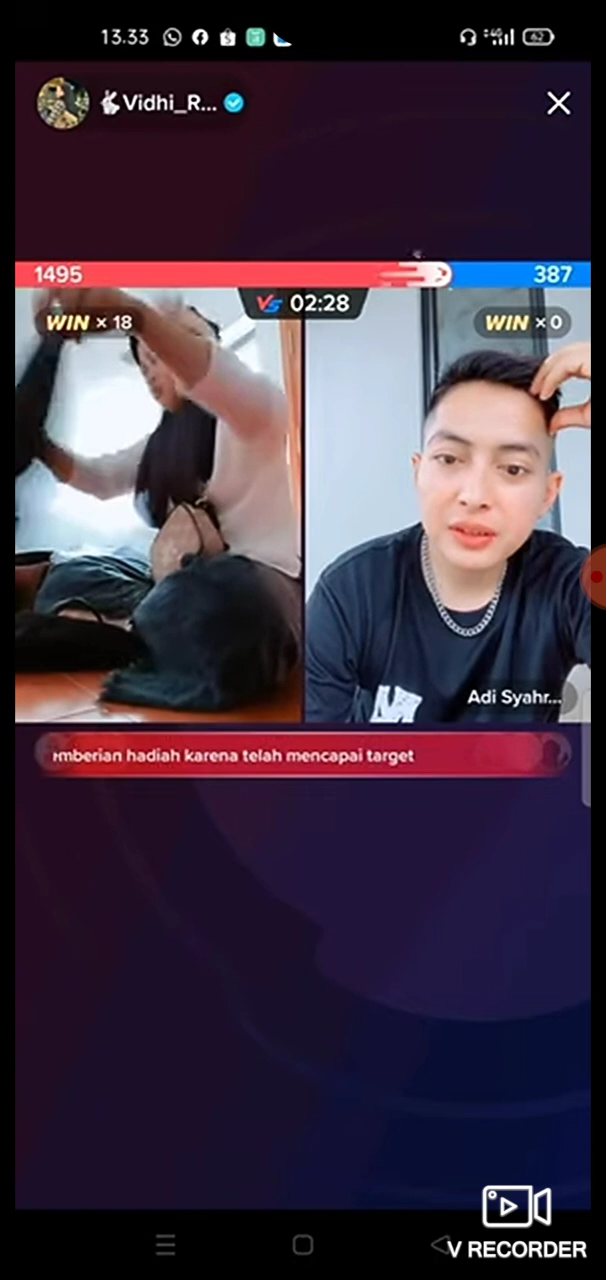 13.33
62
Vidhi_R...
1495
387
VS 02:28
WIN × 18
WIN × 0
Adi Syahr...
mberian hadiah karena telah mencapai target
V RECORDER